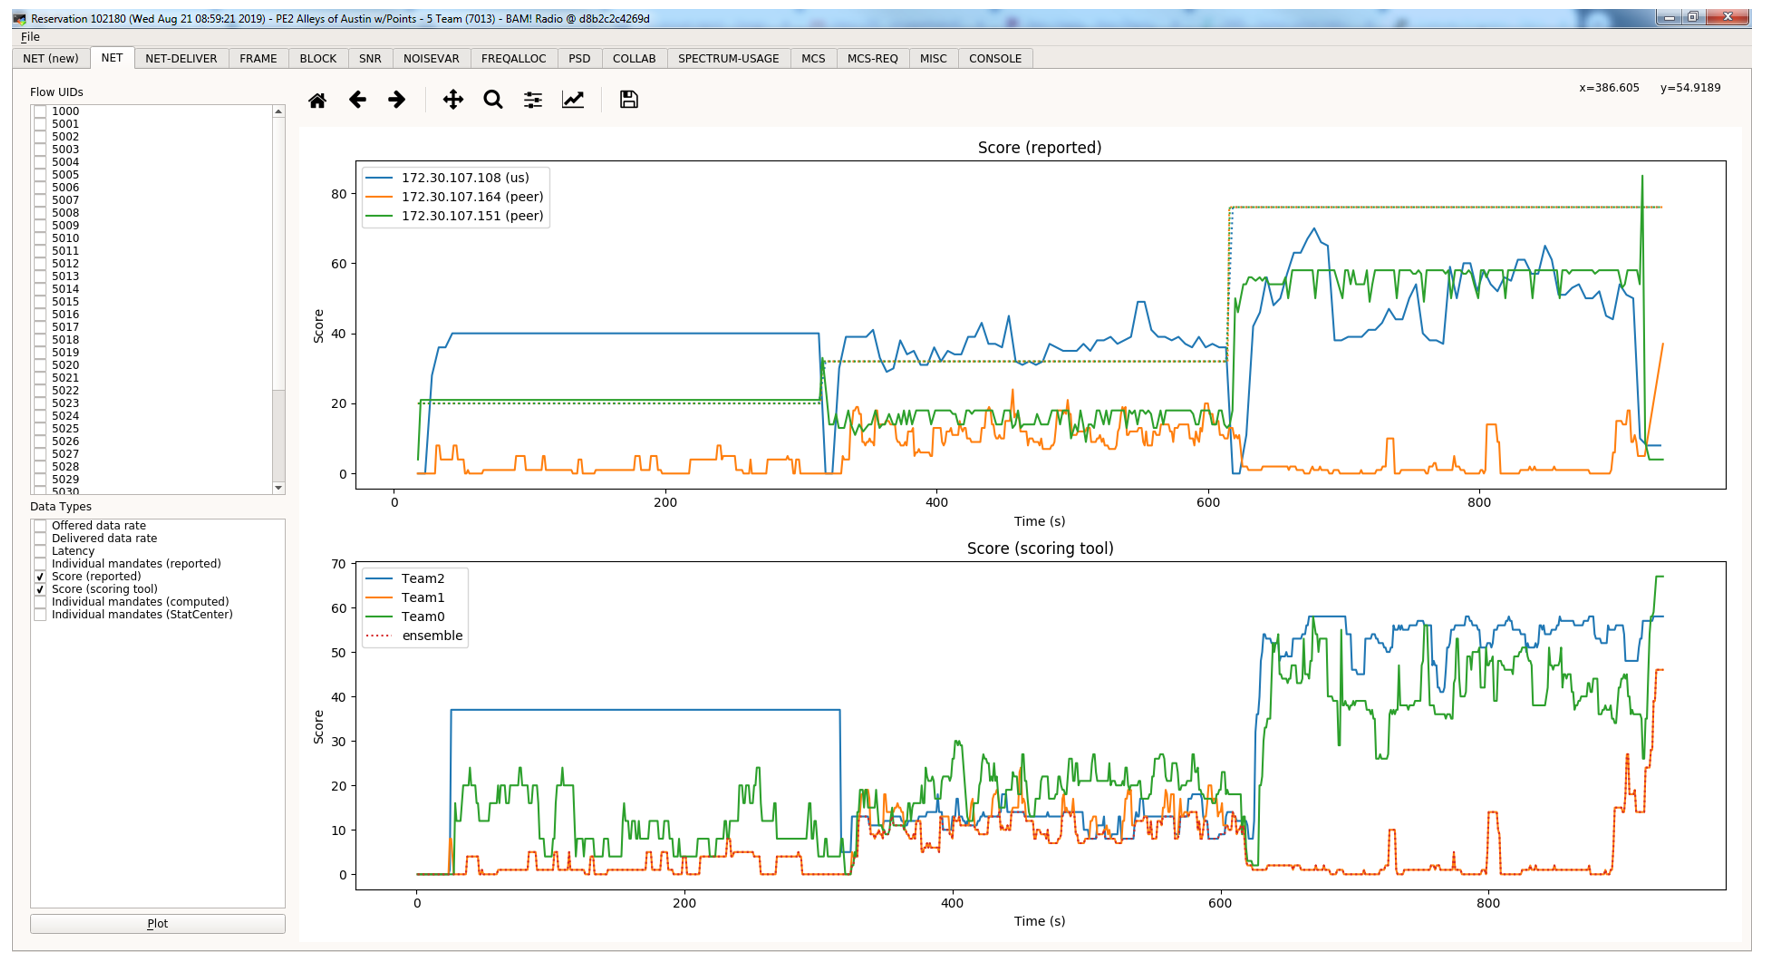 Reservation 102180 (Wed Aug 21 08:59:21 2019) - PE2 Alleys of Austin w/Points - 5 Team (7013) - BAM! Radio @ d8b2c2c4269d
File
NET (new) NET NET-DELIVER FRAME BLOCK SNR NOISEVAR FREQALLOC PSD COLLAB SPECTRUM-USAGE MCS MCS-REQ MISC CONSOLE
Flow UIDs
1000
5001
5002
5003
5004
5005
5006
5007
5008
5009
5010
5011
5012
5013
5014
5015
5016
5017
5018
5019
5020
5021
5022
5023
5024
5025
5026
5027
5028
5029
5030
Data Types
Offered data rate
Delivered data rate
Latency
Individual mandates (reported)
Score (reported)
Score (scoring tool)
Individual mandates (computed)
Individual mandates (StatCenter)
Plot
x=386.605 y=54.9189
Score (reported)
172.30.107.108 (us)
172.30.107.164 (peer)
172.30.107.151 (peer)
80
60
40
20
0
Score
0 200 400 600 800
Time (s)
Score (scoring tool)
Team2
Team1
Team0
ensemble
70
60
50
40
30
20
10
0
Score
0 200 400 600 800
Time (s)